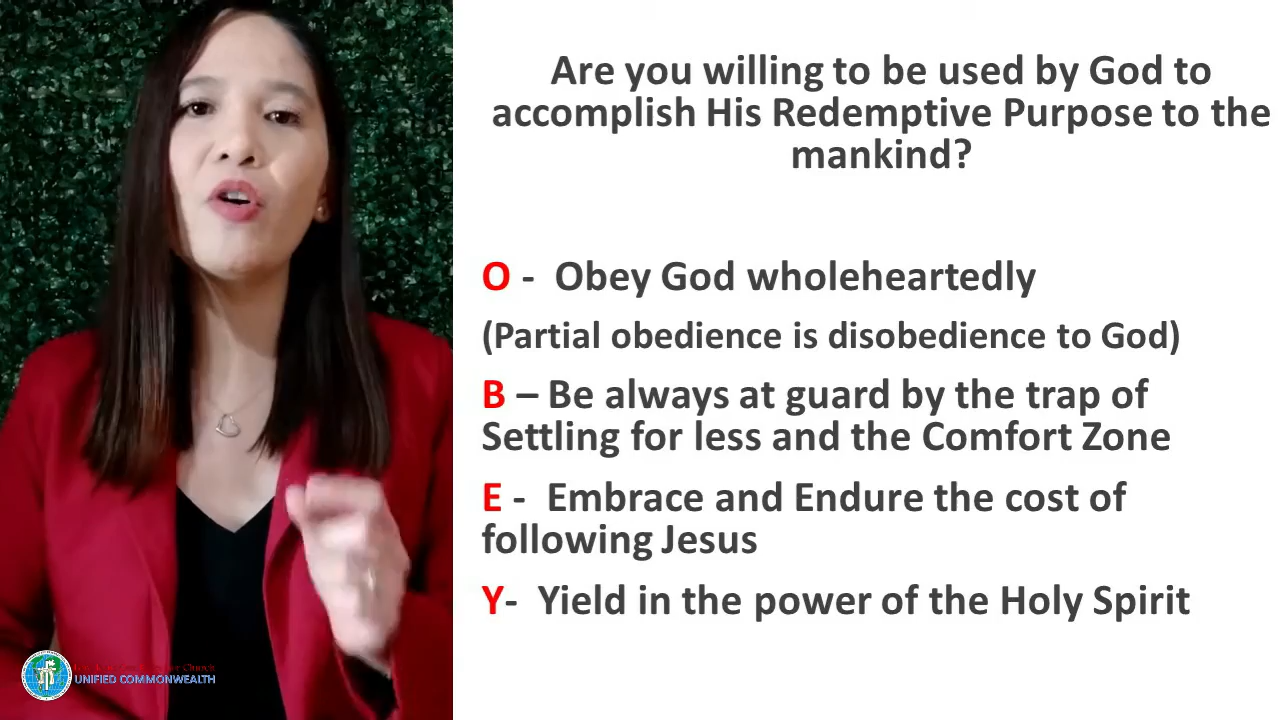 Are you willing to be used by God to
accomplish His Redemptive Purpose to the
mankind?
O - Obey God wholeheartedly
(Partial obedience is disobedience to God)
B – Be always at guard by the trap of
Settling for less and the Comfort Zone
E - Embrace and Endure the cost of
following Jesus
Y- Yield in the power of the Holy Spirit
Church
UNIFIED COMMONWEALTH